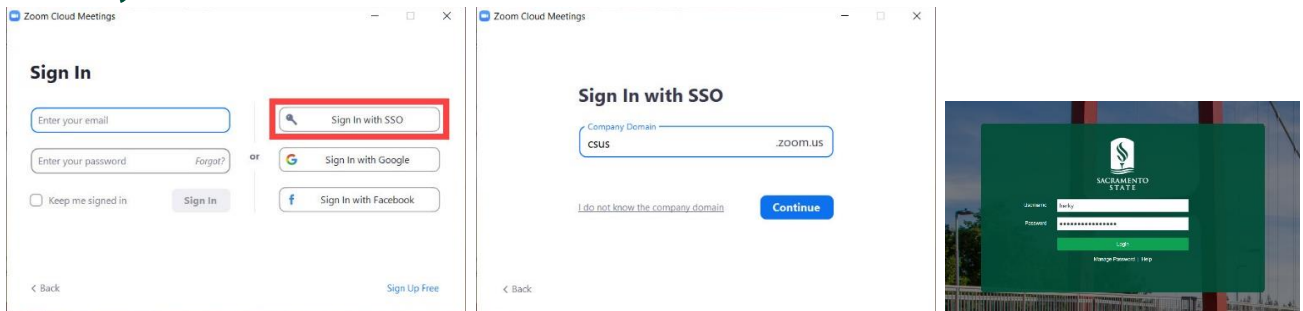 Zoom Cloud Meetings
Sign In
Enter your email
Enter your password Forgot?
Keep me signed in Sign In
or
Sign In with SSO
Sign In with Google
Sign In with Facebook
< Back Sign Up Free
Zoom Cloud Meetings
Sign In with SSO
Company Domain
csus .zoom.us
I do not know the company domain Continue
< Back
SACRAMENTO
STATE
Username
Password
Login
Manage Password | Help